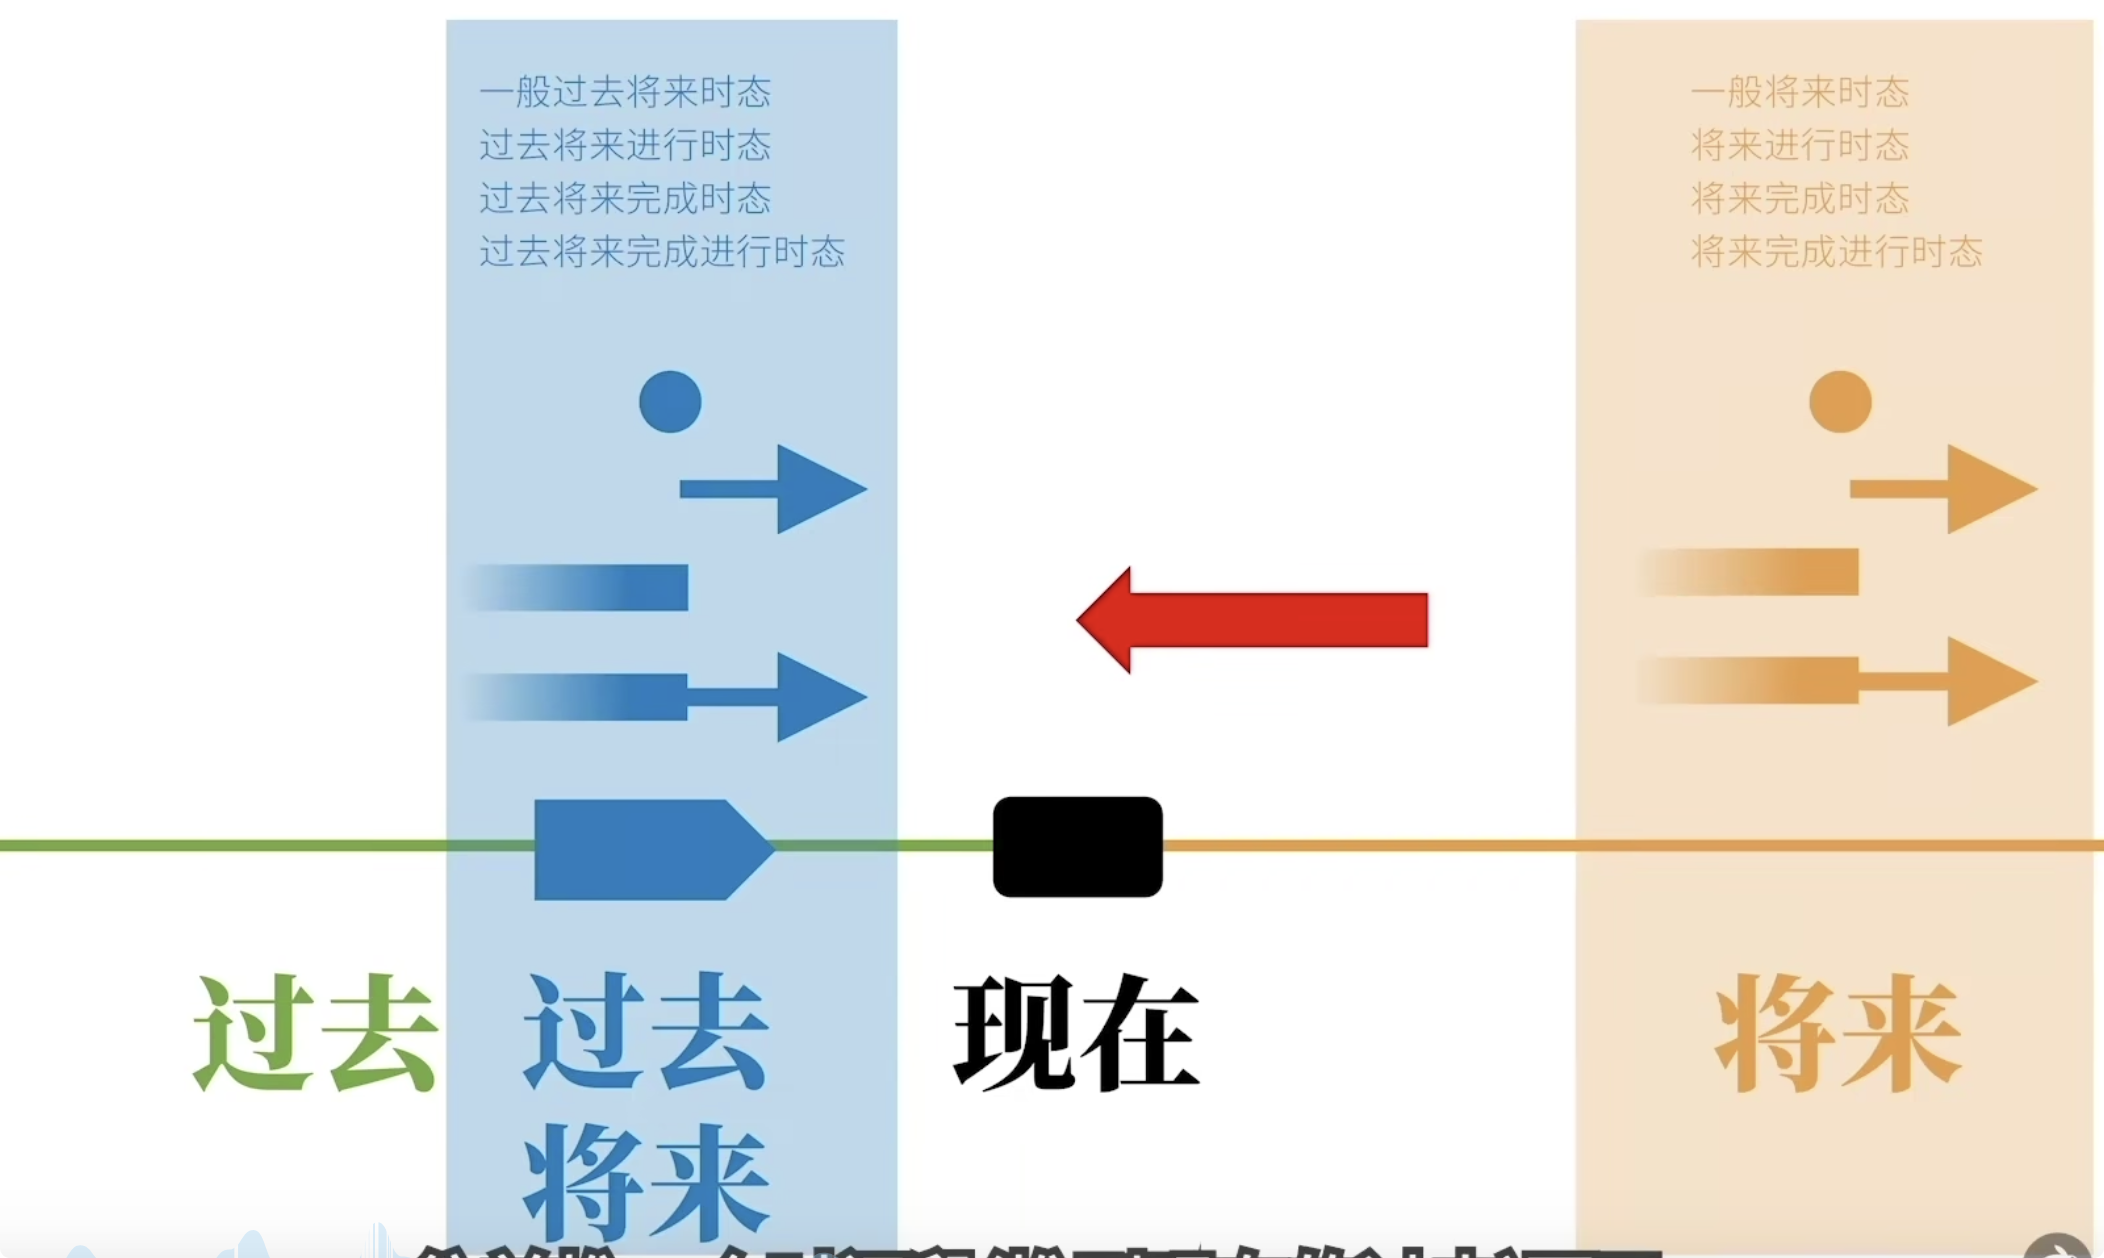 一般过去将来时态
过去将来进行时态
过去将来完成时态
过去将来完成进行时态
一般将来时态
将来进行时态
将来完成时态
将来完成进行时态
过去
过去
将来
现在
将来